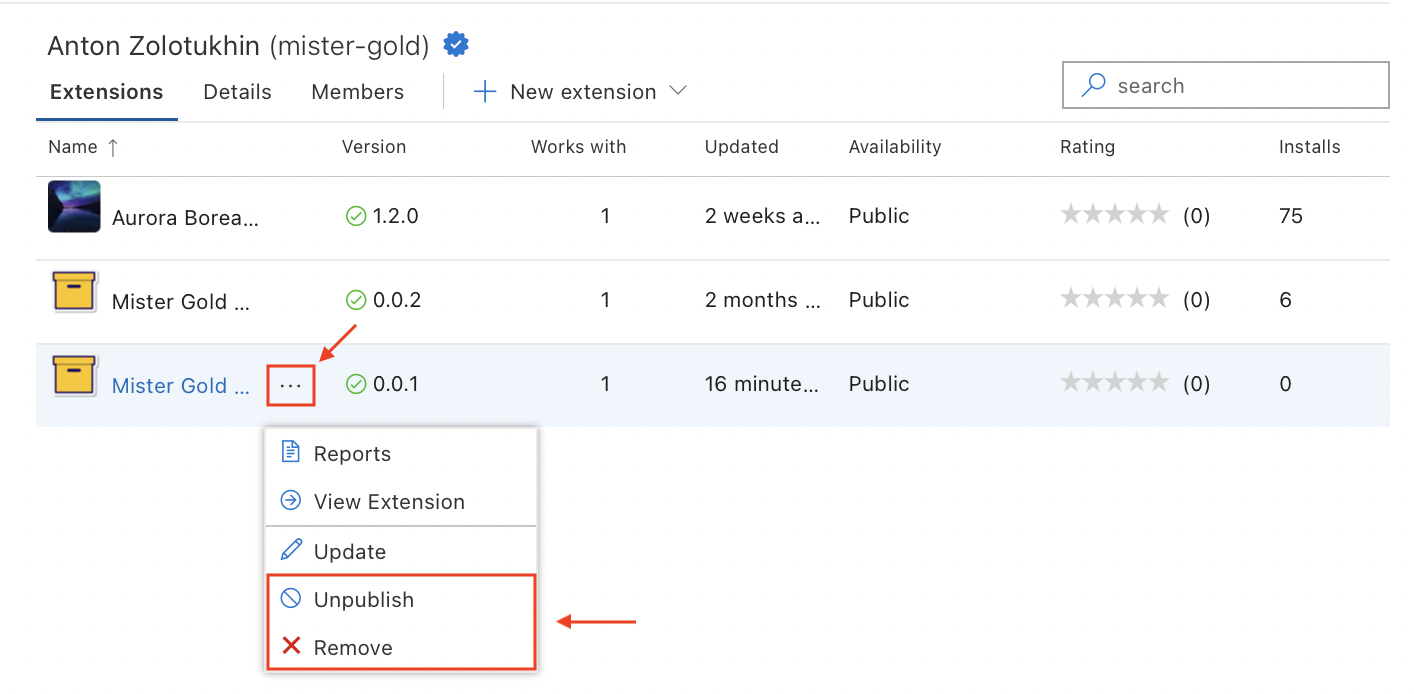 Anton Zolotukhin (mister-gold)
Extensions Details Members New extension search
Name ↑ Version Works with Updated Availability Rating Installs
Aurora Borea... 1.2.0 1 2 weeks a... Public (0) 75
Mister Gold ... 0.0.2 1 2 months ... Public (0) 6
Mister Gold ... ... 0.0.1 1 16 minute... Public (0) 0
Reports
View Extension
Update
Unpublish
Remove